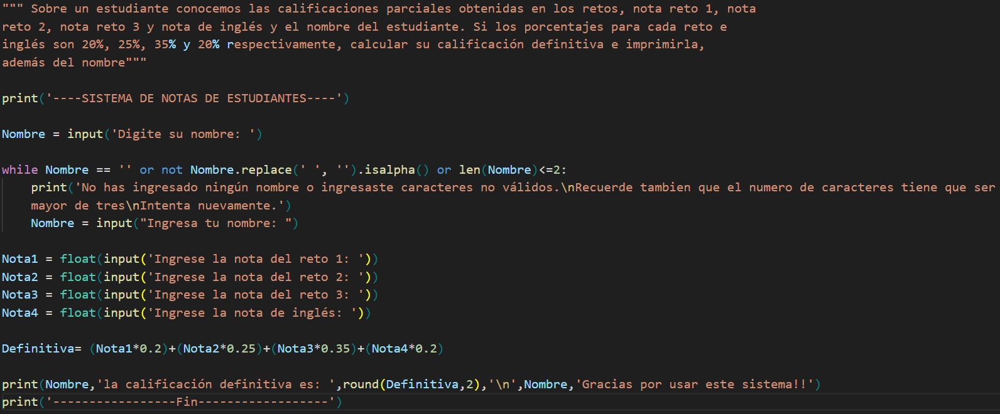 """ Sobre un estudiante conocemos las calificaciones parciales obtenidas en los retos, nota reto 1, nota
reto 2, nota reto 3 y nota de inglés y el nombre del estudiante. Si los porcentajes para cada reto e
inglés son 20%, 25%, 35% y 20% respectivamente, calcular su calificación definitiva e imprimirla,
además del nombre"""
print('----SISTEMA DE NOTAS DE ESTUDIANTES----')
Nombre = input('Digite su nombre: ')
while Nombre == '' or not Nombre.replace(' ', '').isalpha() or len(Nombre)<=2:
    print('No has ingresado ningún nombre o ingresaste caracteres no válidos.\nRecuerde tambien que el numero de caracteres tiene que ser
    mayor de tres\nIntenta nuevamente.')
    Nombre = input("Ingresa tu nombre: ")
Nota1 = float(input('Ingrese la nota del reto 1: '))
Nota2 = float(input('Ingrese la nota del reto 2: '))
Nota3 = float(input('Ingrese la nota del reto 3: '))
Nota4 = float(input('Ingrese la nota de inglés: '))
Definitiva= (Nota1*0.2)+(Nota2*0.25)+(Nota3*0.35)+(Nota4*0.2)
print(Nombre,'la calificación definitiva es: ',round(Definitiva,2),'\n',Nombre,'Gracias por usar este sistema!!')
print('-----------------Fin------------------')